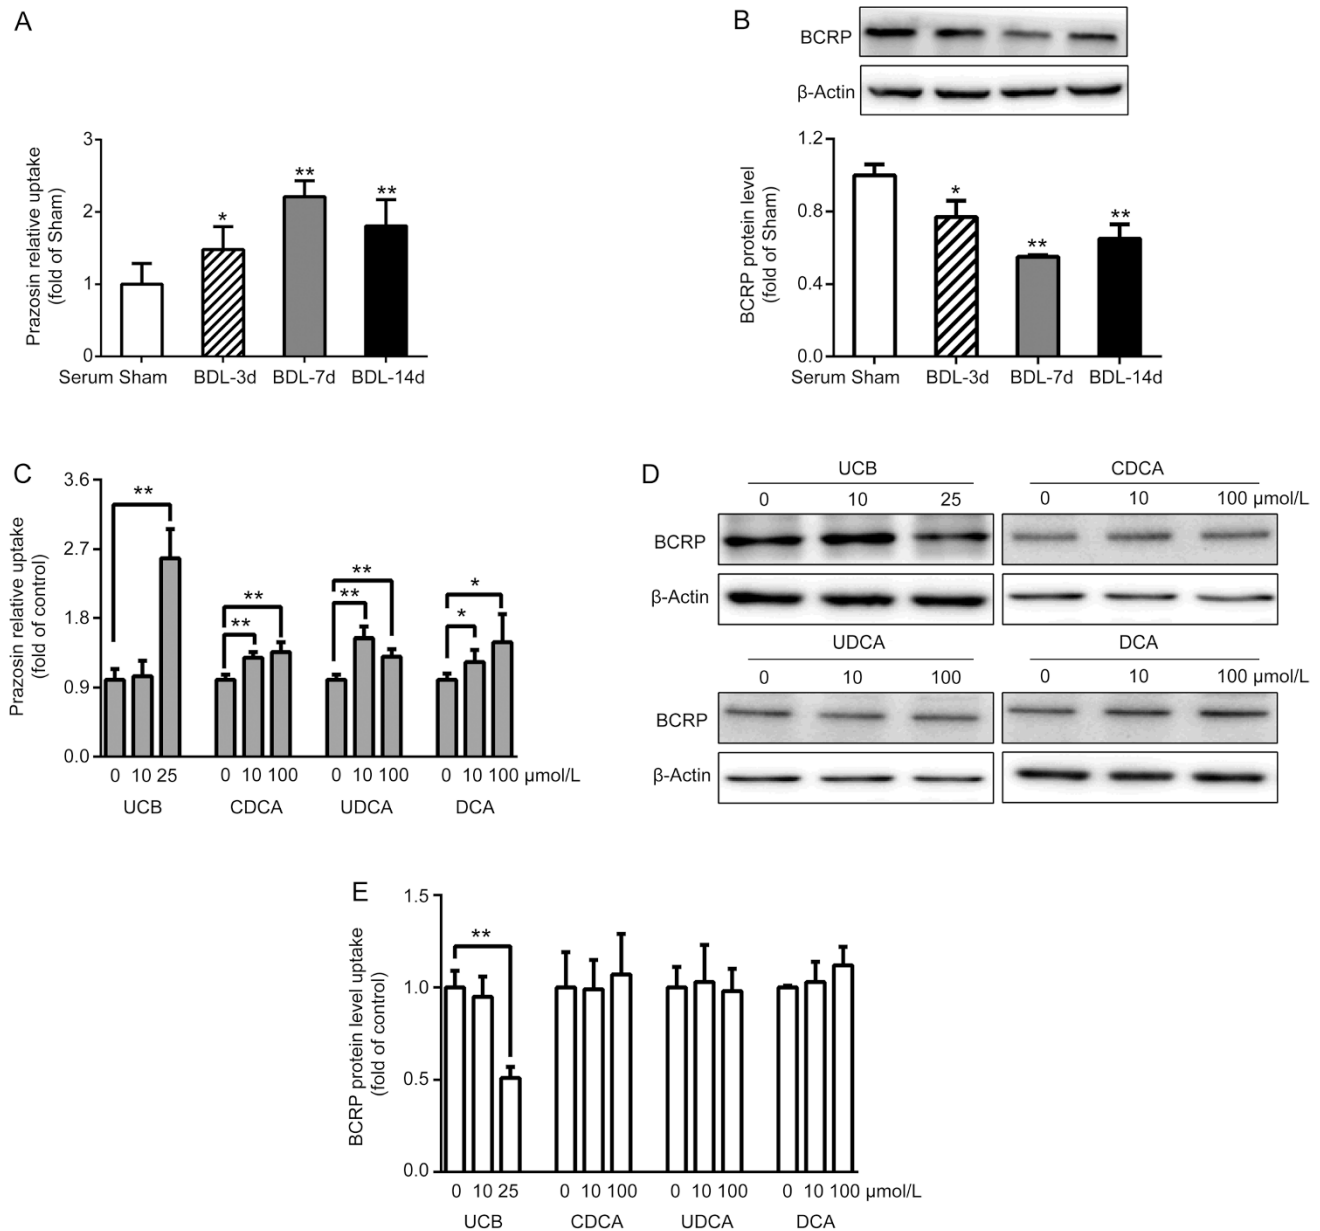 A
Prazosin relative uptake
(fold of Sham)
3
2
1
0
*
**
**
Serum Sham BDL-3d BDL-7d BDL-14d
B
BCRP
β-Actin
BCRP protein level
(fold of Sham)
1.2
0.8
0.4
0.0
*
**
**
Serum Sham BDL-3d BDL-7d BDL-14d
C
Prazosin relative uptake
(fold of control)
3.6
2.7
1.8
0.9
0.0
**
**
**
**
**
*
*
0 10 25 0 10 100 0 10 100 0 10 100 μmol/L
UCB CDCA UDCA DCA
D
UCB CDCA
0 10 25 0 10 100 μmol/L
BCRP
β-Actin
UDCA DCA
0 10 100 0 10 100 μmol/L
BCRP
β-Actin
E
BCRP protein level uptake
(fold of control)
1.5
1.0
0.5
0.0
**
0 10 25 0 10 100 0 10 100 0 10 100 μmol/L
UCB CDCA UDCA DCA